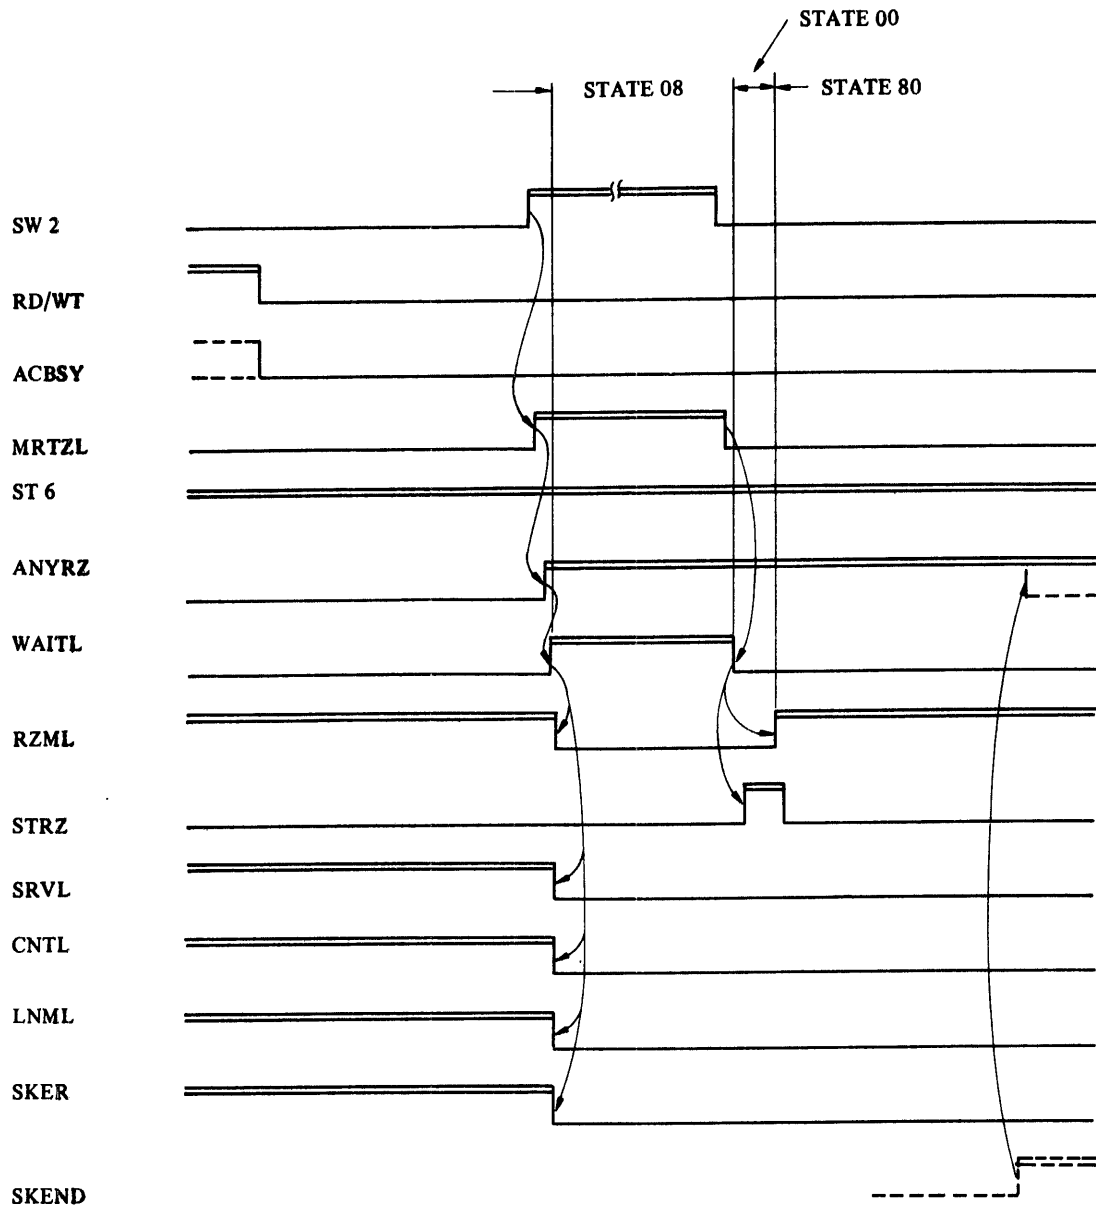 STATE 00
STATE 08
STATE 80
SW 2
RD/WT
ACBSY
MRTZL
ST 6
ANYRZ
WAITL
RZML
STRZ
SRVL
CNTL
LNML
SKER
SKEND